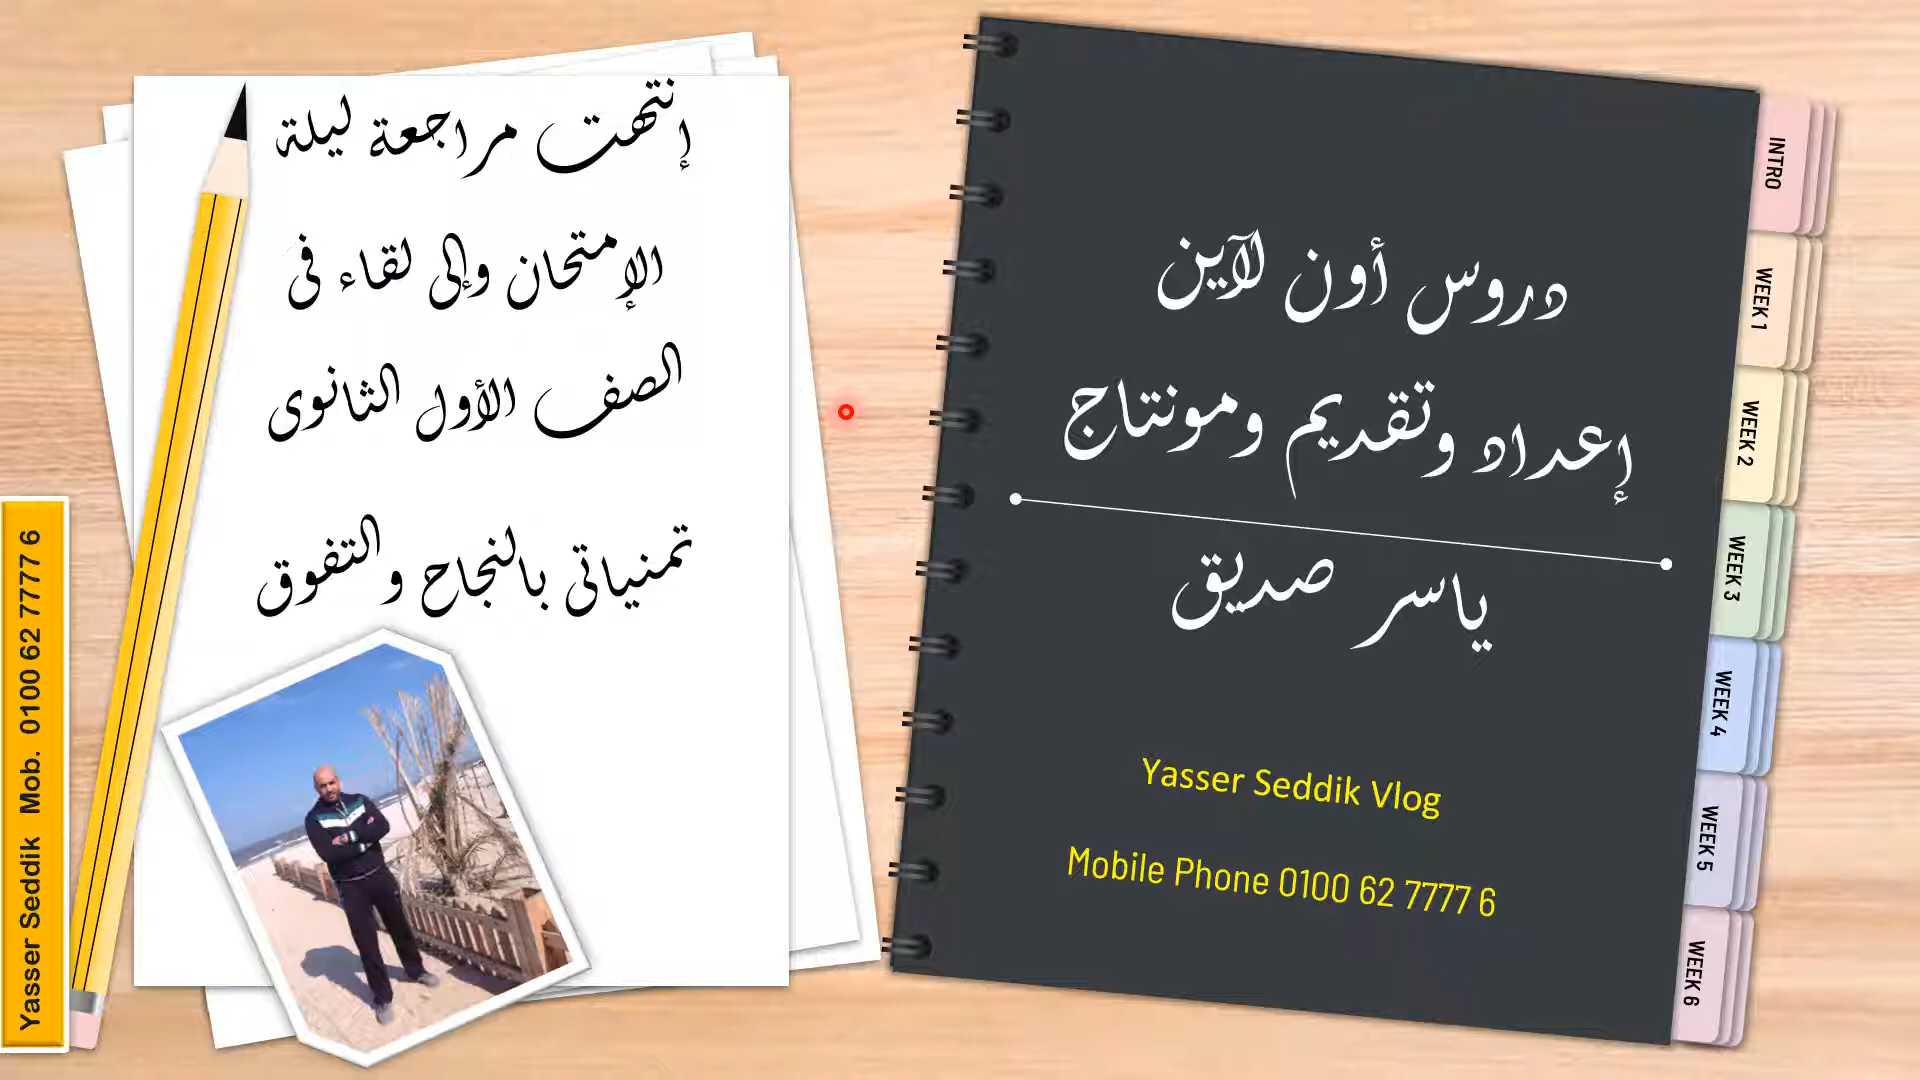 إنتهت مراجعة ليلة
الإمتحان وإلى لقاء فى
الصف الأول الثانوى
تمنياتى بالنجاح والتفوق
دروس أون لآين
إعداد وتقديم ومونتاج
ياسر صديق
Yasser Seddik Vlog
Mobile Phone 0100 62 7777 6
INTRO
WEEK 1
WEEK 2
WEEK 3
WEEK 4
WEEK 5
WEEK 6
Yasser Seddik Mob. 0100 62 7777 6